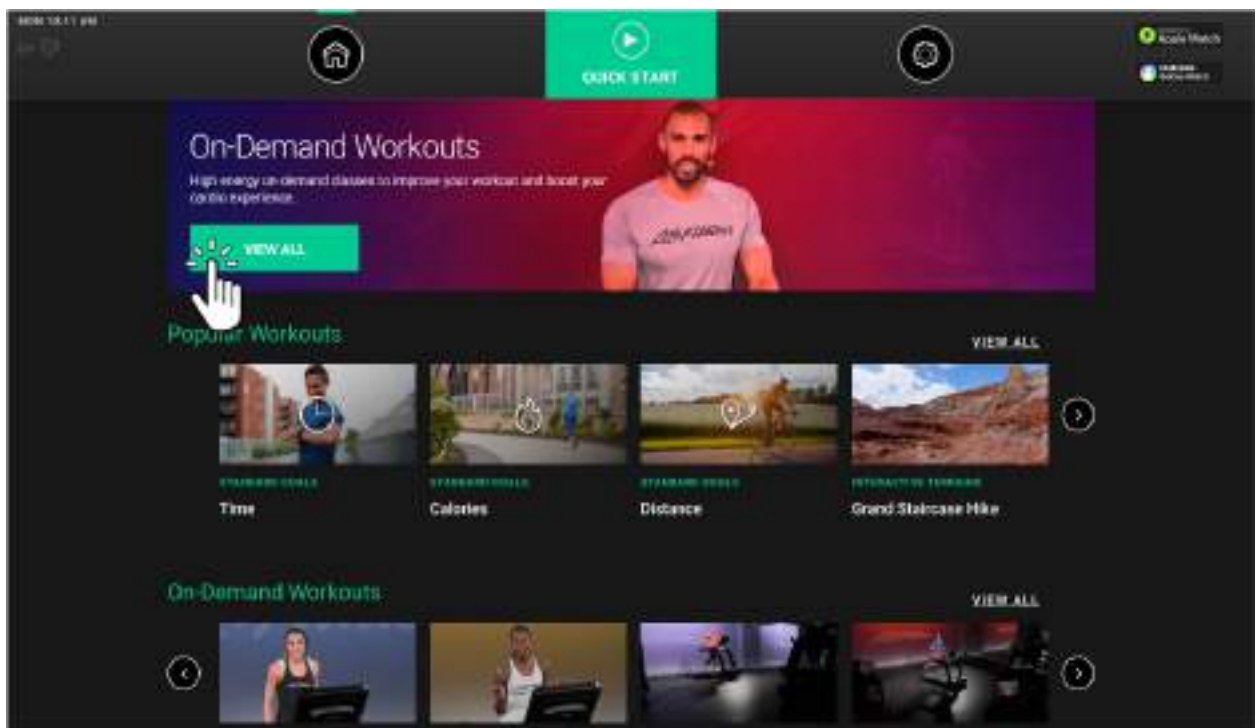 QUICK START
Apple Watch
On-Demand Workouts
High energy on-demand classes to improve your workout and boost your
cardio experience.
VIEW ALL
Popular Workouts
VIEW ALL
STANDARD GOALS
STANDARD GOALS
STANDARD GOALS
INTERACTIVE TERRAIN
Time
Calories
Distance
Grand Staircase Hike
On-Demand Workouts
VIEW ALL